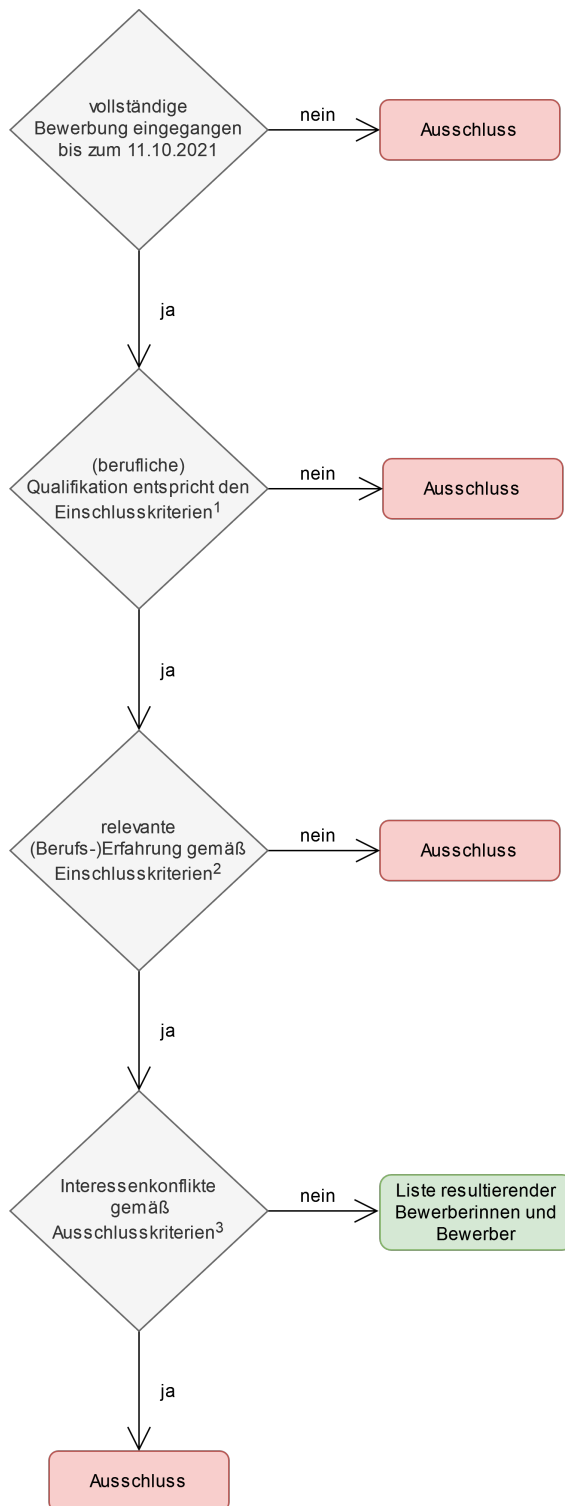 vollständige
Bewerbung eingegangen
bis zum 11.10.2021
nein
Ausschluss
ja
(berufliche)
Qualifikation entspricht den
Einschlusskriterien1
nein
Ausschluss
ja
relevante
(Berufs-)Erfahrung gemäß
Einschlusskriterien2
nein
Ausschluss
ja
Interessenkonflikte
gemäß
Ausschlusskriterien3
nein
Liste resultierender
Bewerberinnen und
Bewerber
ja
Ausschluss